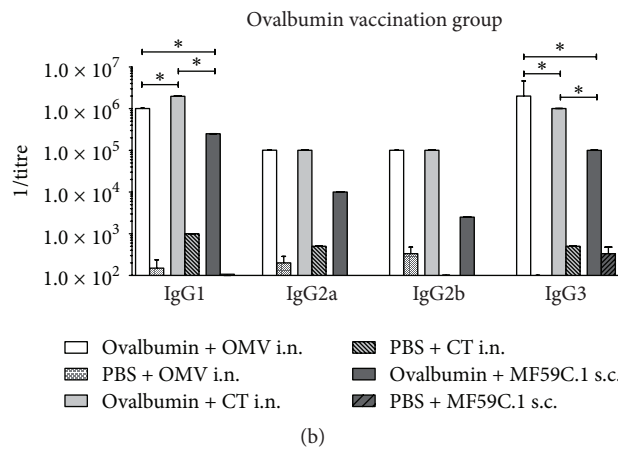 Ovalbumin vaccination group
* * *
* * *
1/titre
1.0 × 10⁷
1.0 × 10⁶
1.0 × 10⁵
1.0 × 10⁴
1.0 × 10³
1.0 × 10²
IgG1 IgG2a IgG2b IgG3
Ovalbumin + OMV i.n.
PBS + OMV i.n.
Ovalbumin + CT i.n.
PBS + CT i.n.
Ovalbumin + MF59C.1 s.c.
PBS + MF59C.1 s.c.
(b)